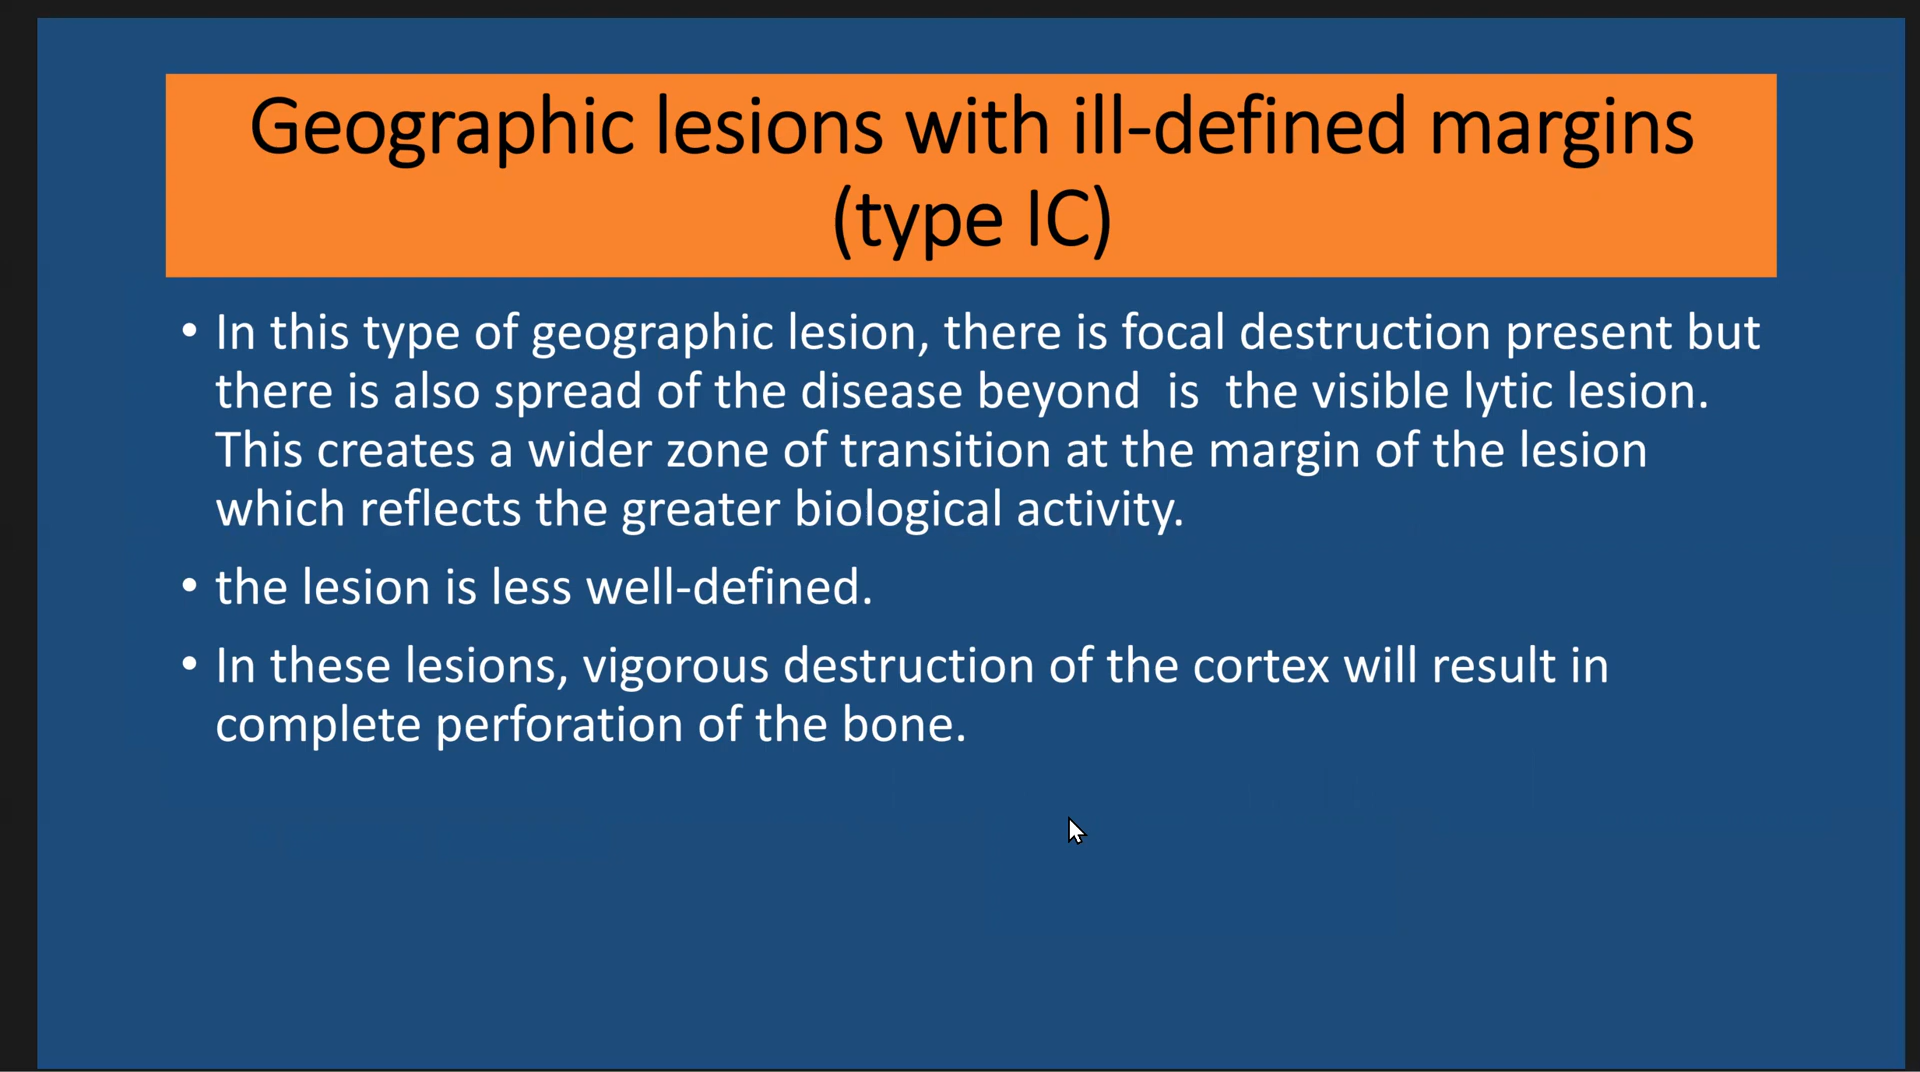 Geographic lesions with ill-defined margins
(type IC)
• In this type of geographic lesion, there is focal destruction present but
there is also spread of the disease beyond  is  the visible lytic lesion.
This creates a wider zone of transition at the margin of the lesion
which reflects the greater biological activity.
• the lesion is less well-defined.
• In these lesions, vigorous destruction of the cortex will result in
complete perforation of the bone.